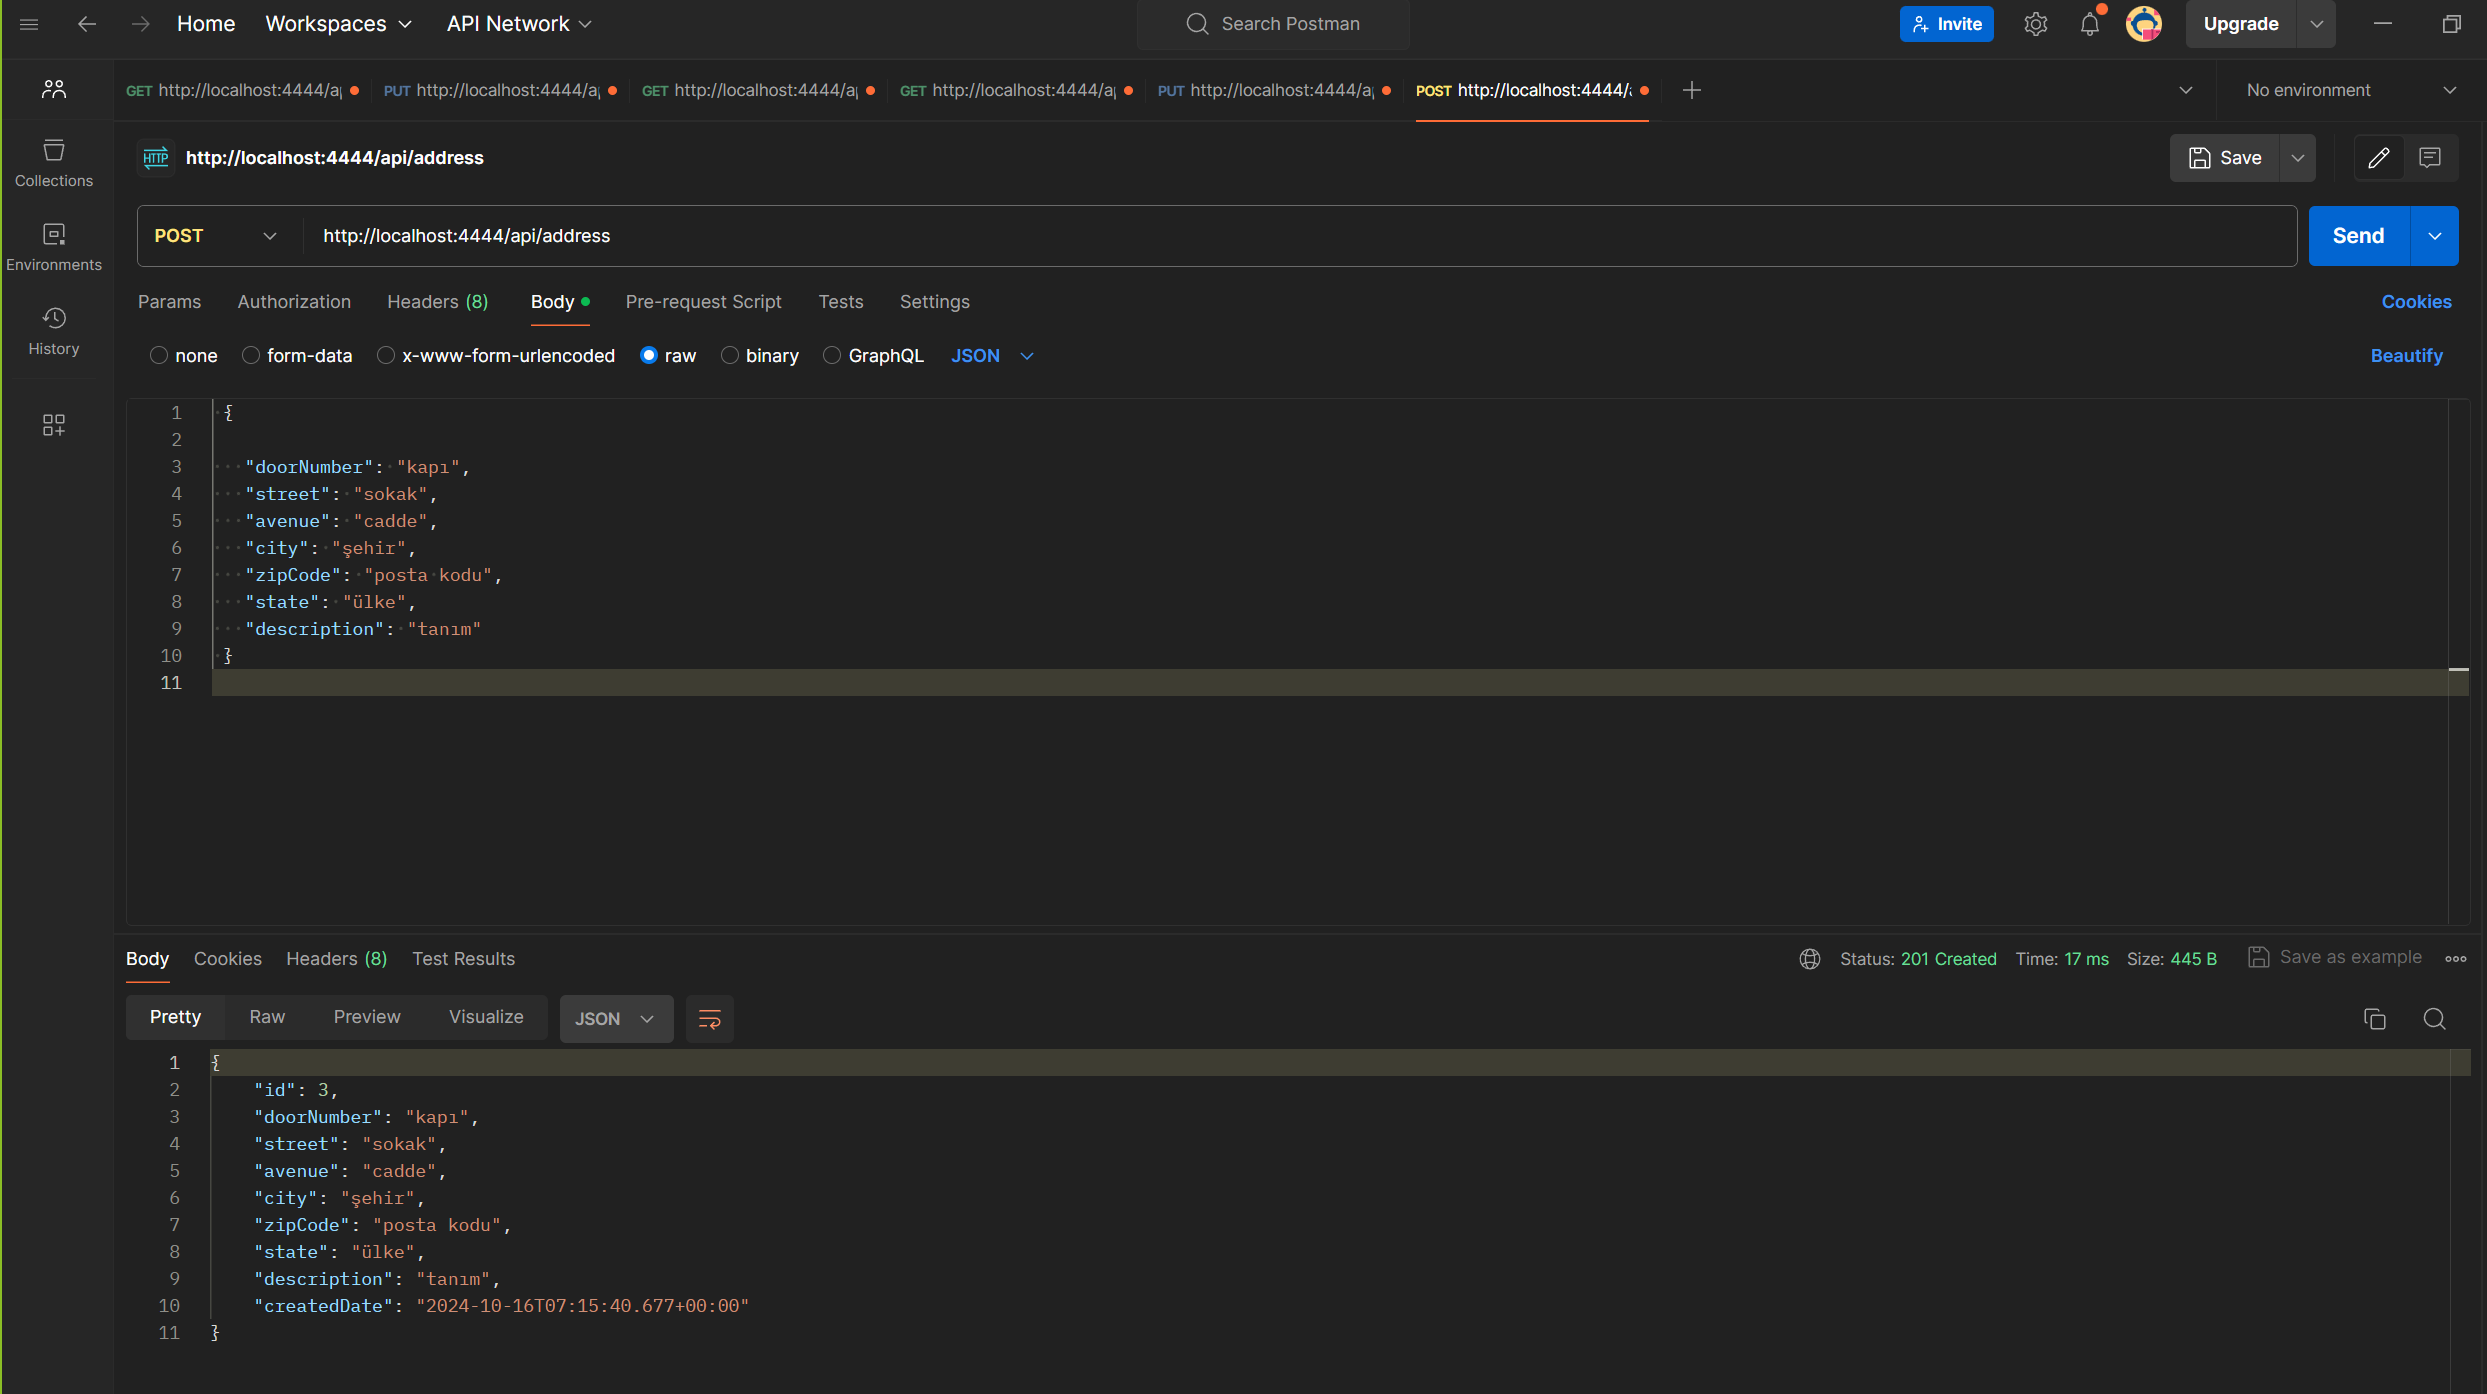 Home Workspaces API Network Search Postman Invite Upgrade
GET http://localhost:4444/a PUT http://localhost:4444/a GET http://localhost:4444/a GET http://localhost:4444/a PUT http://localhost:4444/a POST http://localhost:4444/ No environment
HTTP http://localhost:4444/api/address Save
Collections
POST http://localhost:4444/api/address Send
Environments
Params Authorization Headers (8) Body Pre-request Script Tests Settings Cookies
History
none form-data x-www-form-urlencoded raw binary GraphQL JSON Beautify
1 {
2
3 "doorNumber": "kapı",
4 "street": "sokak",
5 "avenue": "cadde",
6 "city": "şehir",
7 "zipCode": "posta kodu",
8 "state": "ülke",
9 "description": "tanım"
10 }
11
Body Cookies Headers (8) Test Results Status: 201 Created Time: 17 ms Size: 445 B Save as example
Pretty Raw Preview Visualize JSON
1 {
2 "id": 3,
3 "doorNumber": "kapı",
4 "street": "sokak",
5 "avenue": "cadde",
6 "city": "şehir",
7 "zipCode": "posta kodu",
8 "state": "ülke",
9 "description": "tanım",
10 "createdDate": "2024-10-16T07:15:40.677+00:00"
11 }